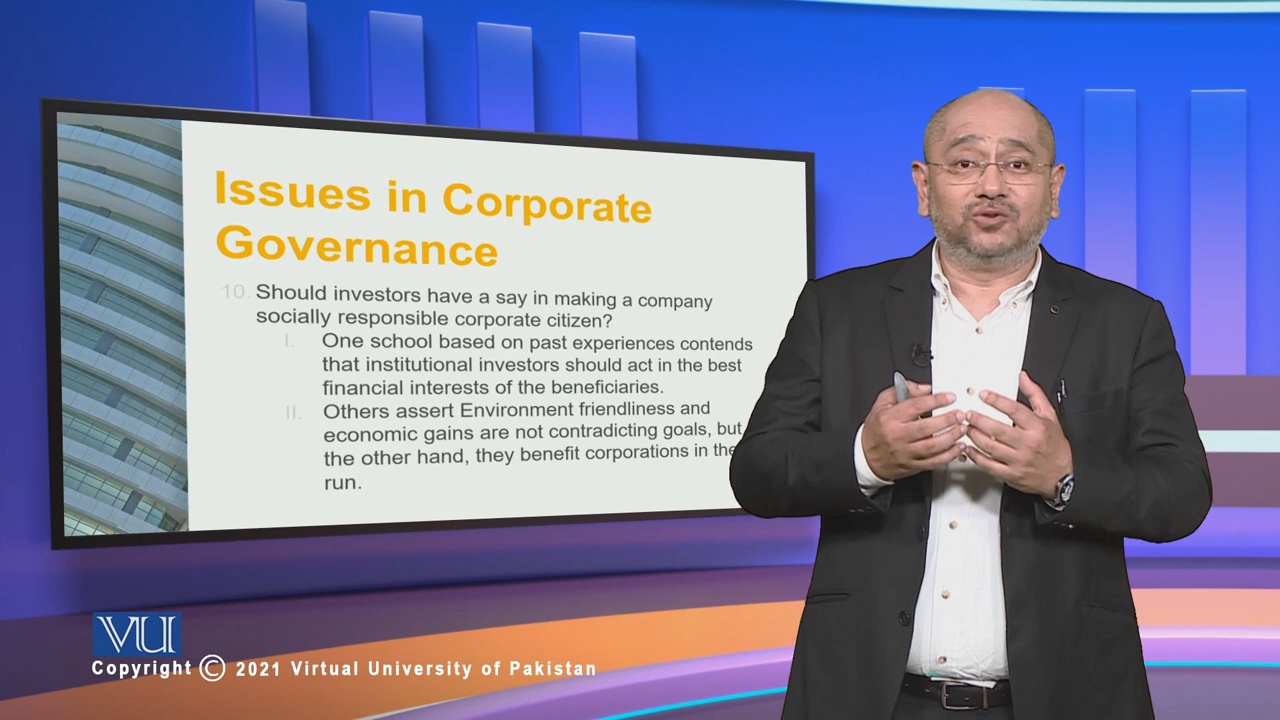 Issues in Corporate
Governance
10. Should investors have a say in making a company
socially responsible corporate citizen?
I. One school based on past experiences contends
that institutional investors should act in the best
financial interests of the beneficiaries.
II. Others assert Environment friendliness and
economic gains are not contradicting goals, but
the other hand, they benefit corporations in the
run.
VU
Copyright © 2021 Virtual University of Pakistan